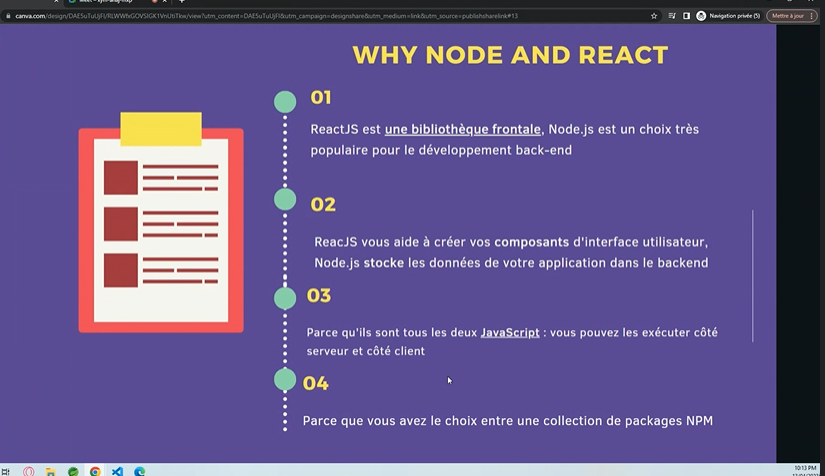 canva.com/design/DAE5uTuUjFI/RLWWfxGOVSIGK1VnUtiTkw/view?utm_content=DAE5uTuUjFI&utm_campaign=designshare&utm_medium=link&utm_source=publishsharelink#13
Navigation privée (5)
Mettre à jour
WHY NODE AND REACT
01
ReactJS est une bibliothèque frontale, Node.js est un choix très
populaire pour le développement back-end
02
ReacJS vous aide à créer vos composants d'interface utilisateur,
Node.js stocke les données de votre application dans le backend
03
Parce qu'ils sont tous les deux JavaScript : vous pouvez les exécuter côté
serveur et côté client
04
Parce que vous avez le choix entre une collection de packages NPM
10:13 PM